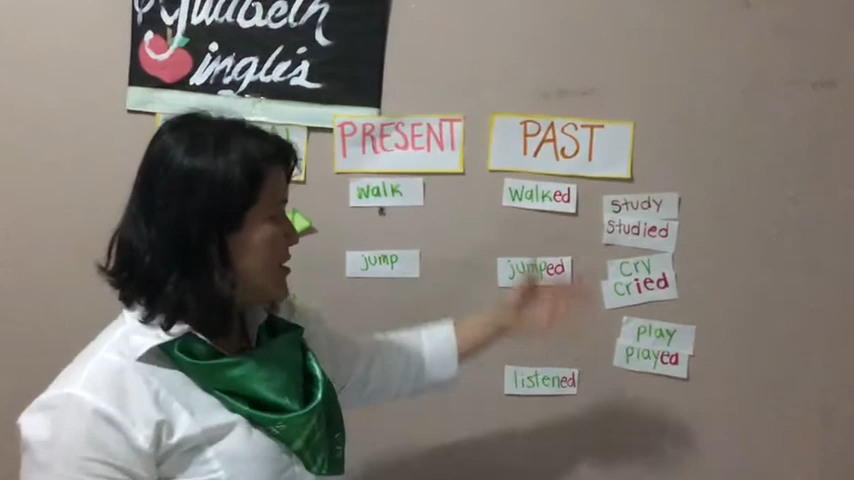 inglés
PRESENT
PAST
walk
walked
study
studied
jump
jumped
cry
cried
play
played
listened